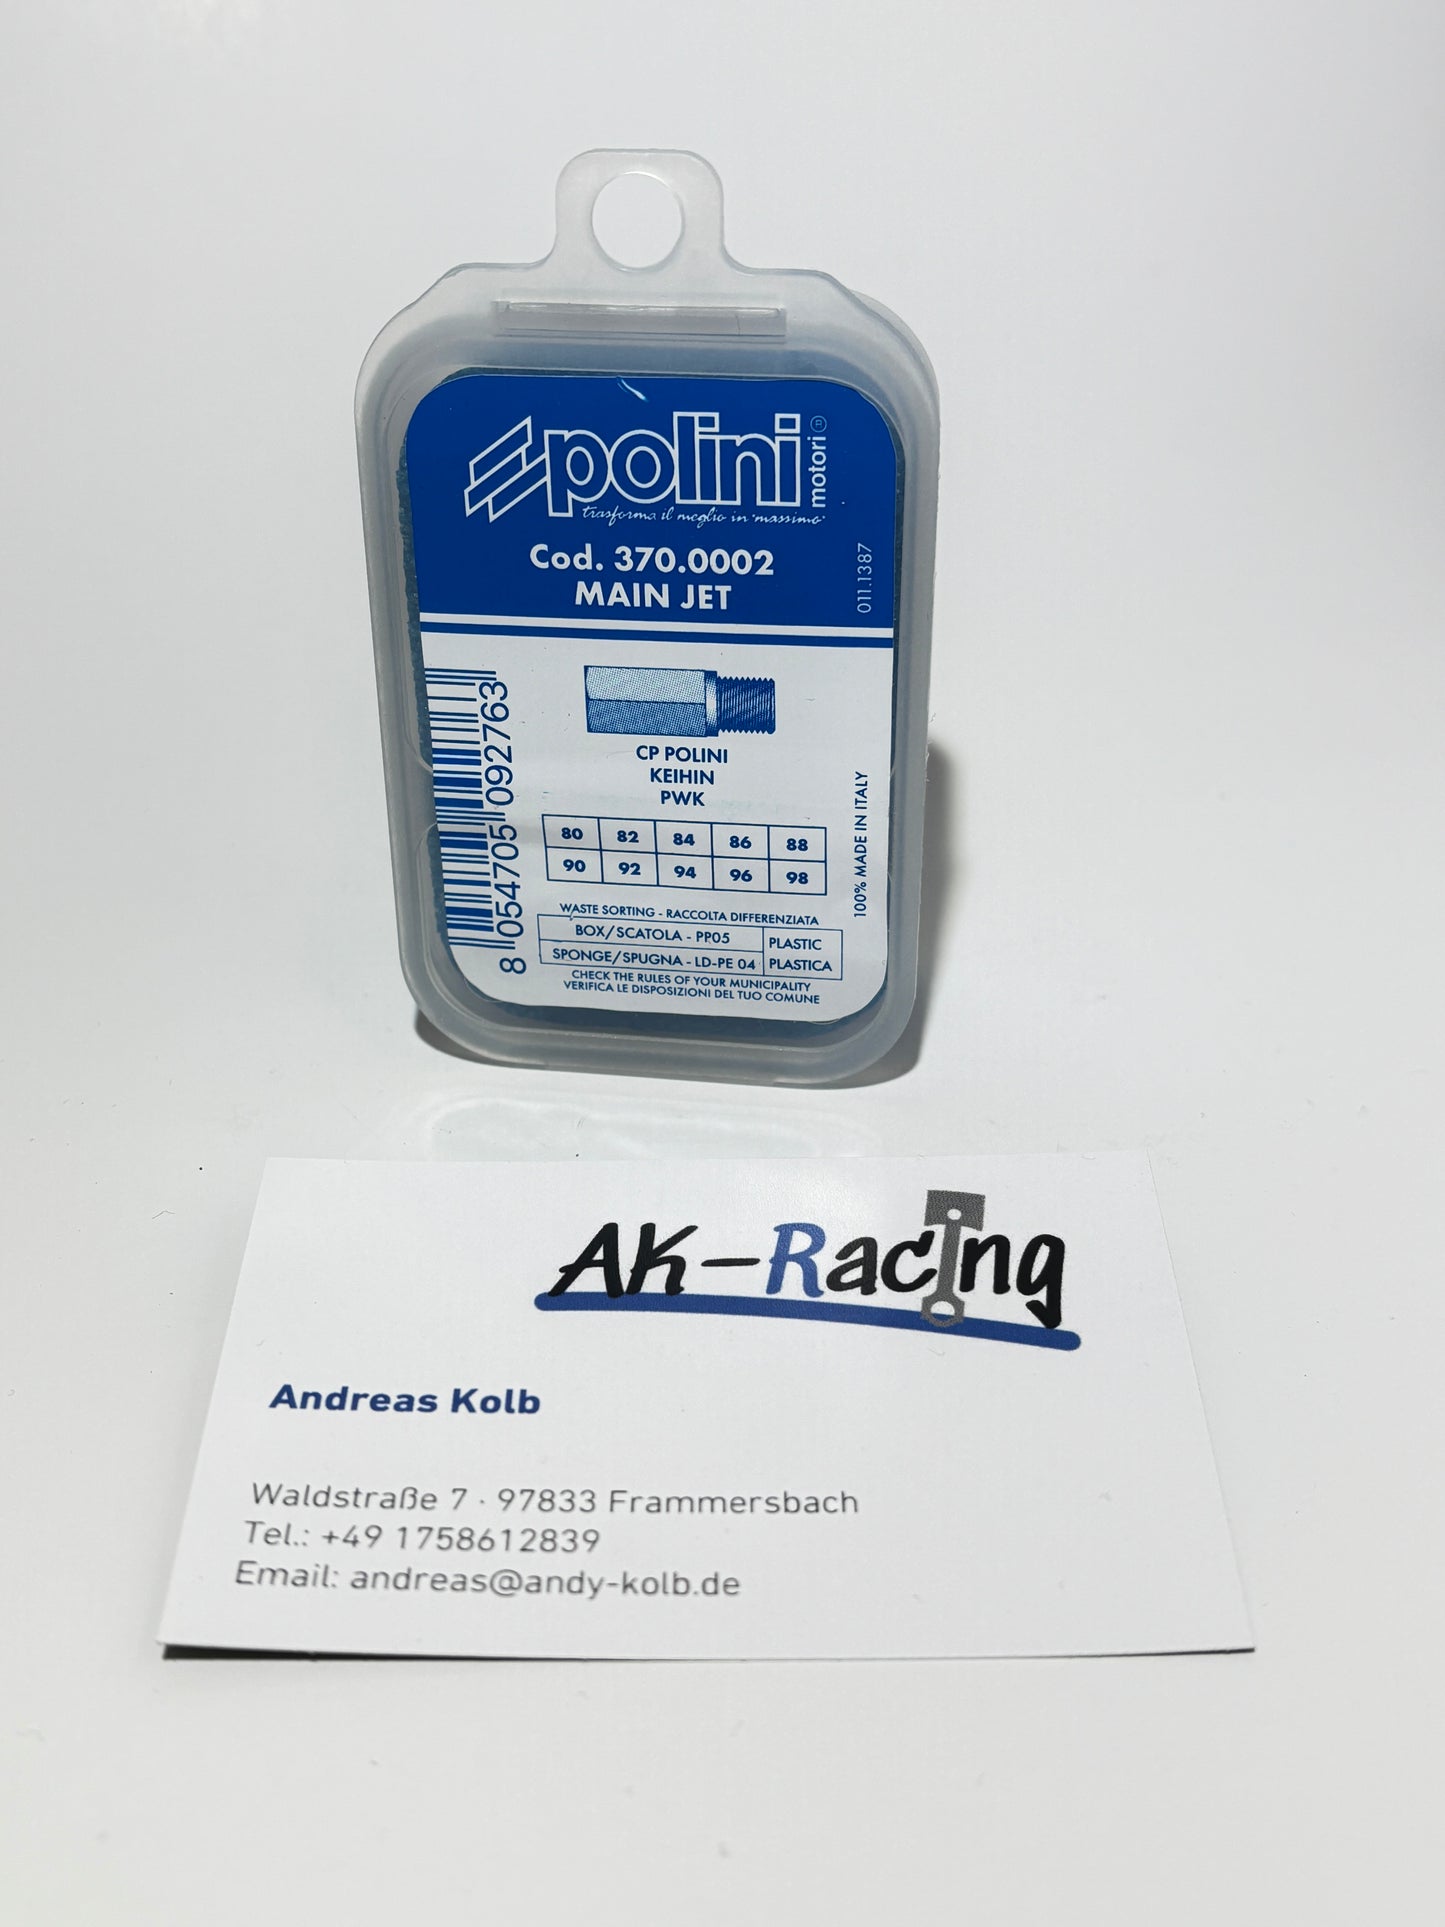 polini motori®
trasforma il meglio in "massimo"
Cod. 370.0002
MAIN JET
011.1387
CP POLINI
KEIHIN
PWK
80 82 84 86 88
90 92 94 96 98
8 054705 092763
100% MADE IN ITALY
WASTE SORTING - RACCOLTA DIFFERENZIATA
BOX/SCATOLA - PP05 PLASTIC
SPONGE/SPUGNA - LD-PE 04 PLASTICA
CHECK THE RULES OF YOUR MUNICIPALITY
VERIFICA LE DISPOSIZIONI DEL TUO COMUNE
AK-Racing
Andreas Kolb
Waldstraße 7 · 97833 Frammersbach
Tel.: +49 1758612839
Email: andreas@andy-kolb.de